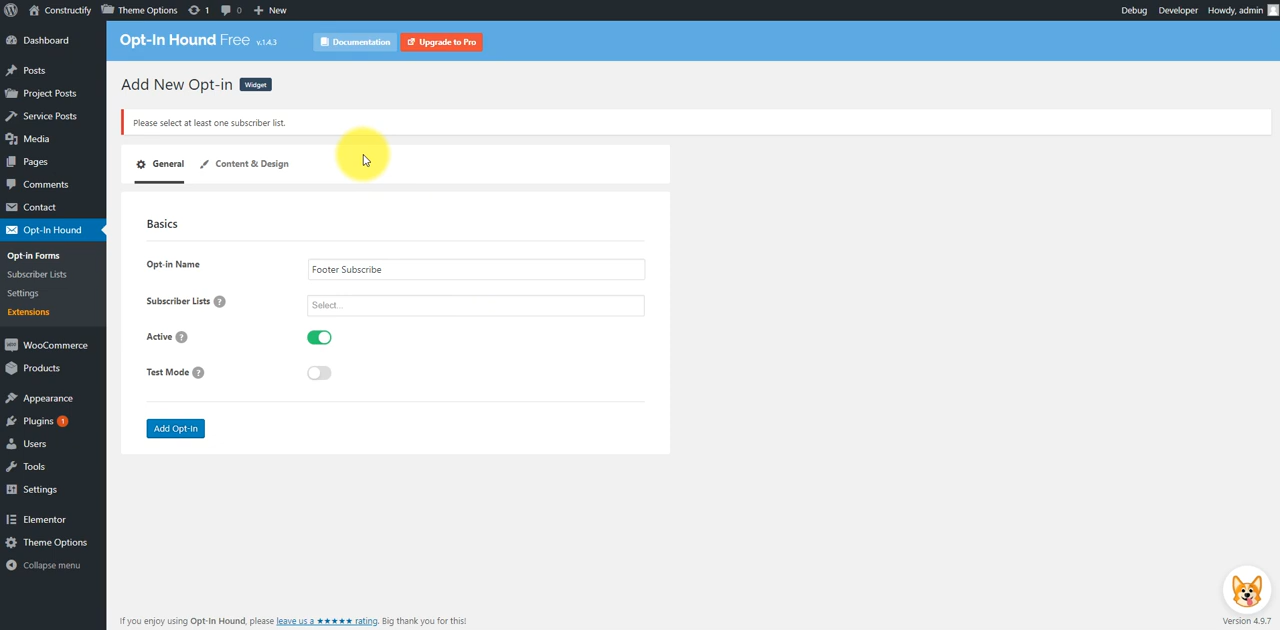 Constructify Theme Options 1 0 New Debug Developer Howdy, admin
Opt-In Hound Free v.1.4.3 Documentation Upgrade to Pro
Dashboard
Posts
Project Posts
Service Posts
Media
Pages
Comments
Contact
Opt-In Hound
Opt-in Forms
Subscriber Lists
Settings
Extensions
WooCommerce
Products
Appearance
Plugins 1
Users
Tools
Settings
Elementor
Theme Options
Collapse menu
Add New Opt-in Widget
Please select at least one subscriber list.
General Content & Design
Basics
Opt-in Name Footer Subscribe
Subscriber Lists ? Select...
Active ?
Test Mode ?
Add Opt-In
If you enjoy using Opt-In Hound, please leave us a ★★★★★ rating. Big thank you for this!
Version 4.9.7